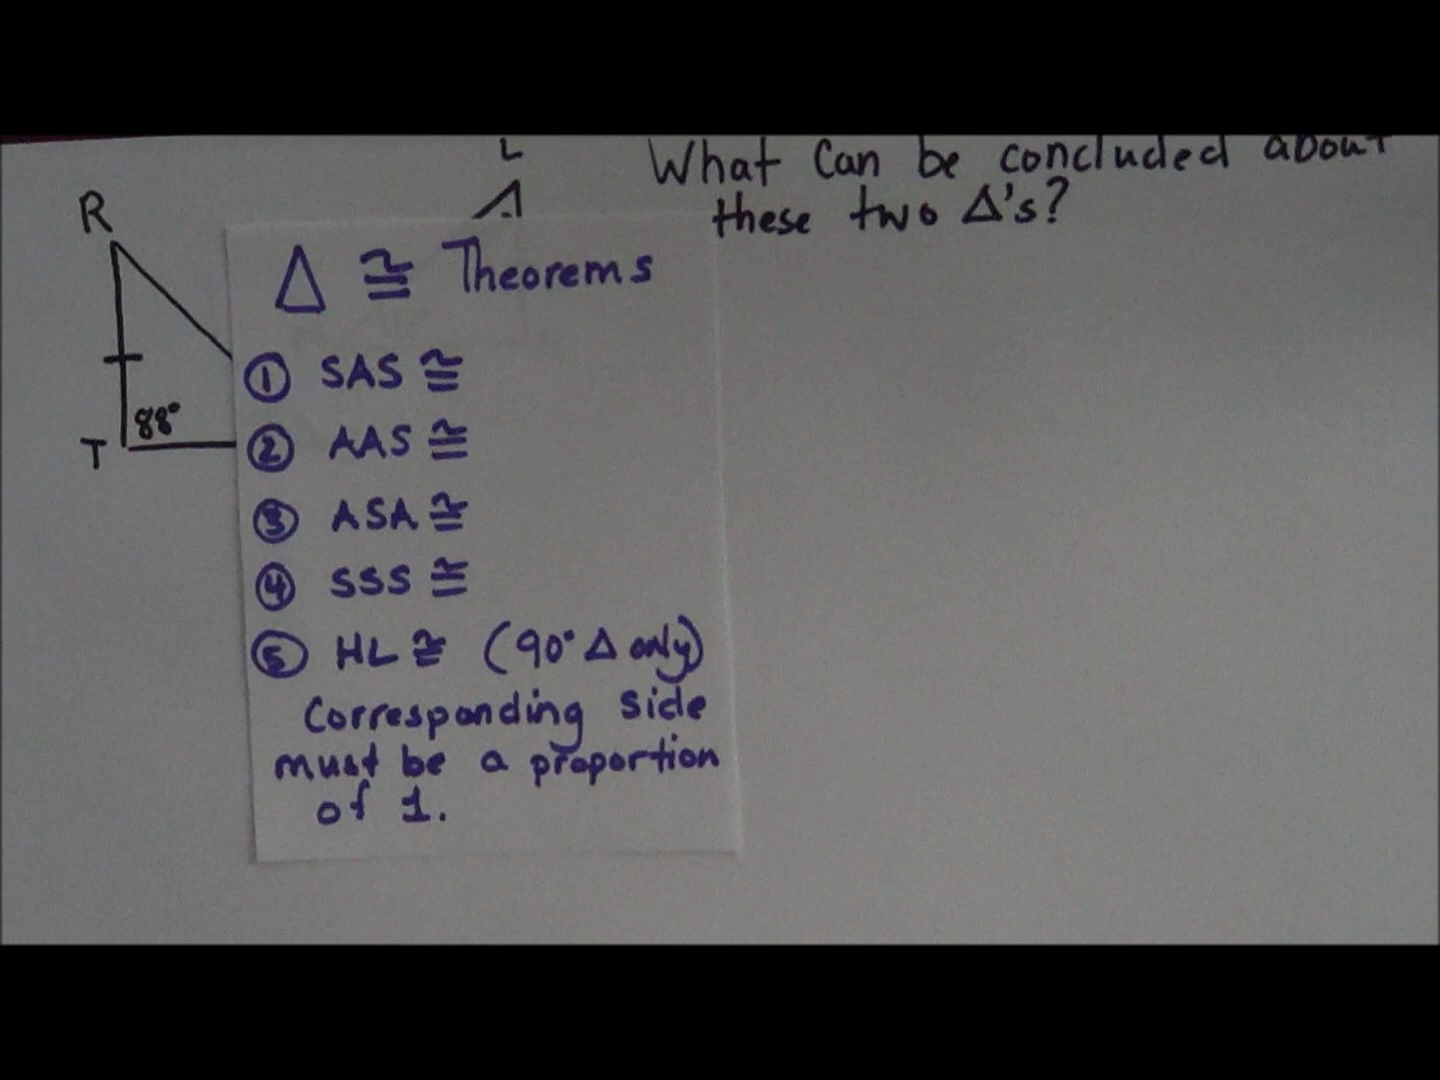 L
What Can be concluded about
these two Δ's?
R
88°
T
Δ ≅ Theorems
① SAS ≅
② AAS ≅
③ ASA ≅
④ SSS ≅
⑤ HL ≅ (90° Δ only)
Corresponding side
must be a proportion
of 1.